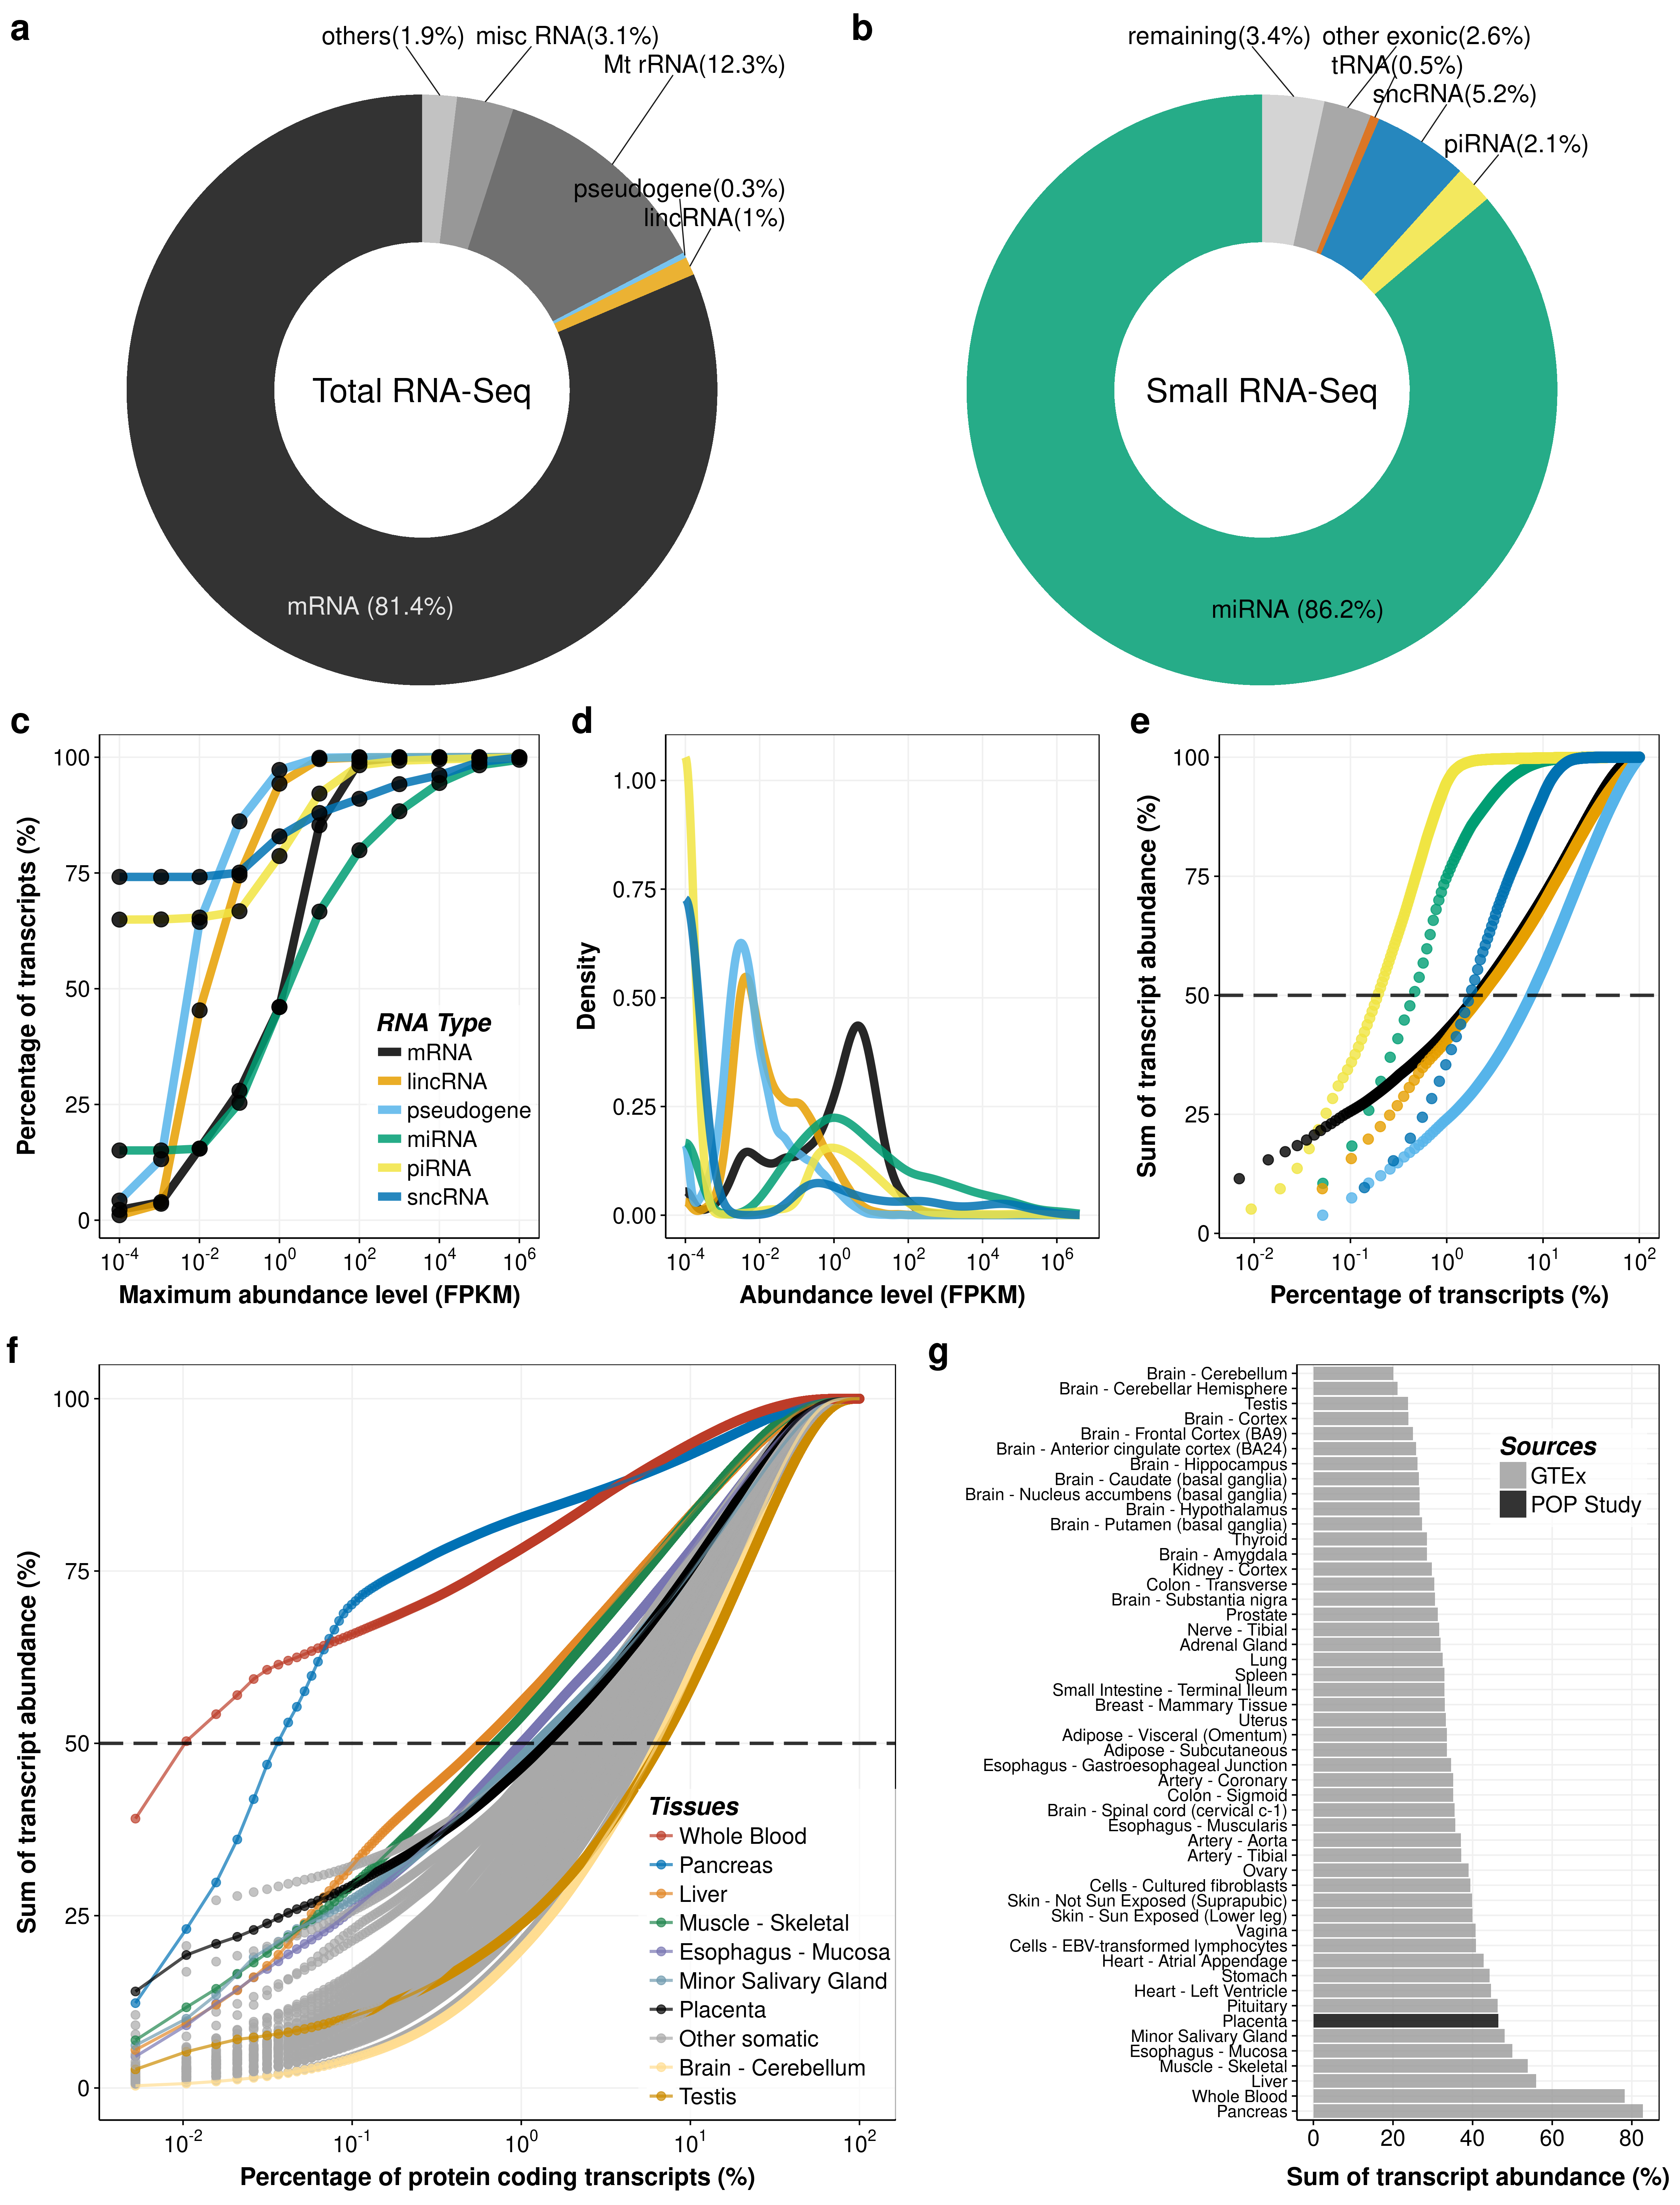 a
others(1.9%) misc RNA(3.1%)
Mt rRNA(12.3%)
pseudogene(0.3%)
lincRNA(1%)
Total RNA-Seq
mRNA (81.4%)
b
remaining(3.4%) other exonic(2.6%)
tRNA(0.5%)
sncRNA(5.2%)
piRNA(2.1%)
Small RNA-Seq
miRNA (86.2%)
c
Percentage of transcripts (%)
100
75
50
25
0
RNA Type
mRNA
lincRNA
pseudogene
miRNA
piRNA
sncRNA
10⁻⁴ 10⁻² 10⁰ 10² 10⁴ 10⁶
Maximum abundance level (FPKM)
d
Density
1.00
0.75
0.50
0.25
0.00
10⁻⁴ 10⁻² 10⁰ 10² 10⁴ 10⁶
Abundance level (FPKM)
e
Sum of transcript abundance (%)
100
75
50
25
0
10⁻² 10⁻¹ 10⁰ 10¹ 10²
Percentage of transcripts (%)
f
Sum of transcript abundance (%)
100
75
50
25
0
Tissues
Whole Blood
Pancreas
Liver
Muscle - Skeletal
Esophagus - Mucosa
Minor Salivary Gland
Placenta
Other somatic
Brain - Cerebellum
Testis
10⁻² 10⁻¹ 10⁰ 10¹ 10²
Percentage of protein coding transcripts (%)
g
Brain - Cerebellum
Brain - Cerebellar Hemisphere
Testis
Brain - Cortex
Brain - Frontal Cortex (BA9)
Brain - Anterior cingulate cortex (BA24)
Brain - Hippocampus
Brain - Caudate (basal ganglia)
Brain - Nucleus accumbens (basal ganglia)
Brain - Hypothalamus
Brain - Putamen (basal ganglia)
Thyroid
Brain - Amygdala
Kidney - Cortex
Colon - Transverse
Brain - Substantia nigra
Prostate
Nerve - Tibial
Adrenal Gland
Lung
Spleen
Small Intestine - Terminal Ileum
Breast - Mammary Tissue
Uterus
Adipose - Visceral (Omentum)
Adipose - Subcutaneous
Esophagus - Gastroesophageal Junction
Artery - Coronary
Colon - Sigmoid
Brain - Spinal cord (cervical c-1)
Esophagus - Muscularis
Artery - Aorta
Artery - Tibial
Ovary
Cells - Cultured fibroblasts
Skin - Not Sun Exposed (Suprapubic)
Skin - Sun Exposed (Lower leg)
Vagina
Cells - EBV-transformed lymphocytes
Heart - Atrial Appendage
Stomach
Heart - Left Ventricle
Pituitary
Placenta
Minor Salivary Gland
Esophagus - Mucosa
Muscle - Skeletal
Liver
Whole Blood
Pancreas
Sources
GTEx
POP Study
0 20 40 60 80
Sum of transcript abundance (%)